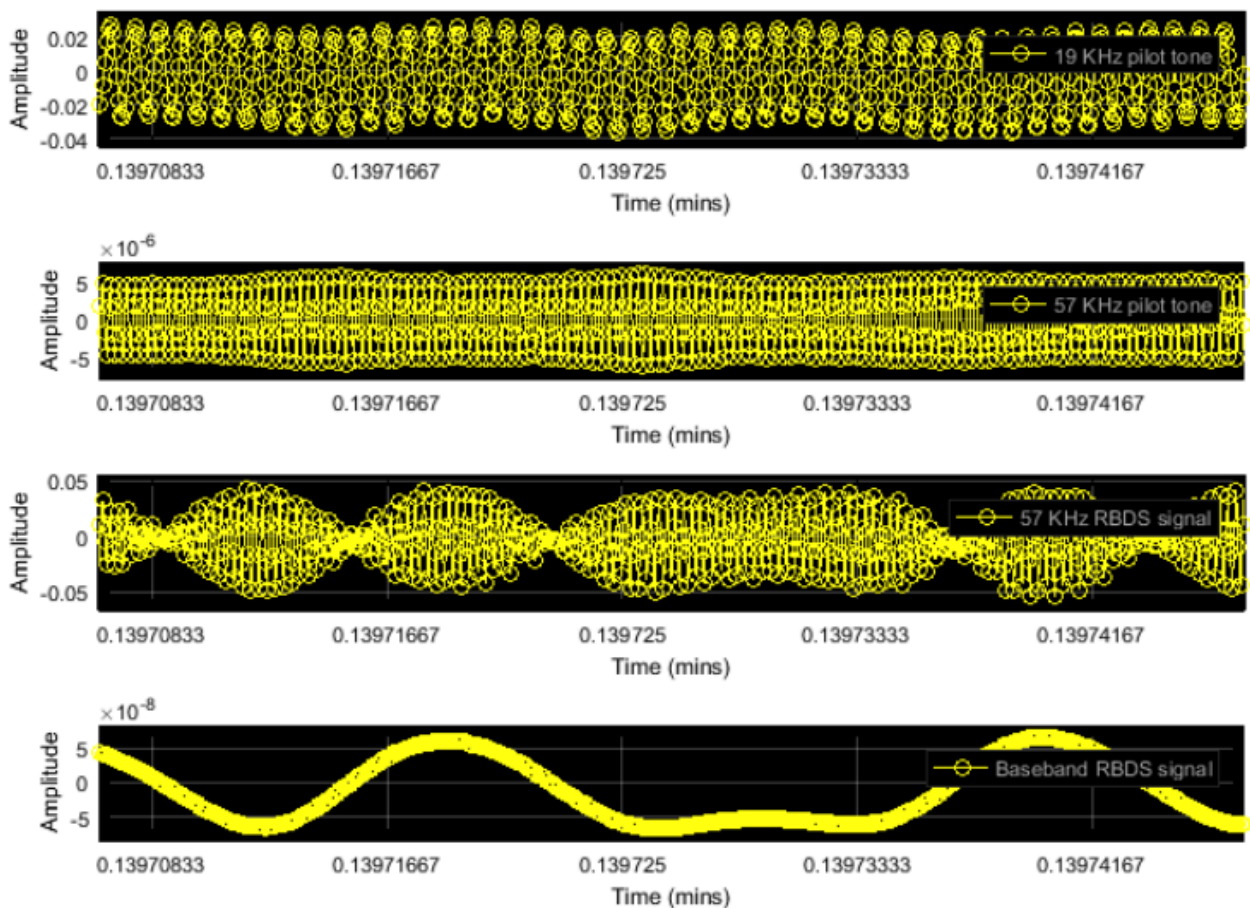 Amplitude
0.02
0
-0.02
-0.04
19 KHz pilot tone
0.13970833 0.13971667 0.139725 0.13973333 0.13974167
Time (mins)
×10-6
Amplitude
5
0
-5
57 KHz pilot tone
0.13970833 0.13971667 0.139725 0.13973333 0.13974167
Time (mins)
Amplitude
0.05
0
-0.05
57 KHz RBDS signal
0.13970833 0.13971667 0.139725 0.13973333 0.13974167
Time (mins)
×10-8
Amplitude
5
0
-5
Baseband RBDS signal
0.13970833 0.13971667 0.139725 0.13973333 0.13974167
Time (mins)